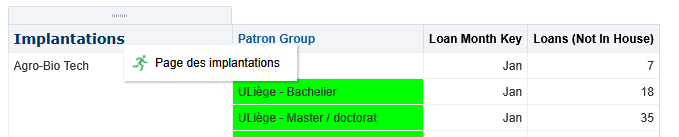 Implantations Patron Group Loan Month Key Loans (Not In House)
Agro-Bio Tech Jan 7
Page des implantations
ULiège - Bachelier Jan 18
ULiège - Master / doctorat Jan 35